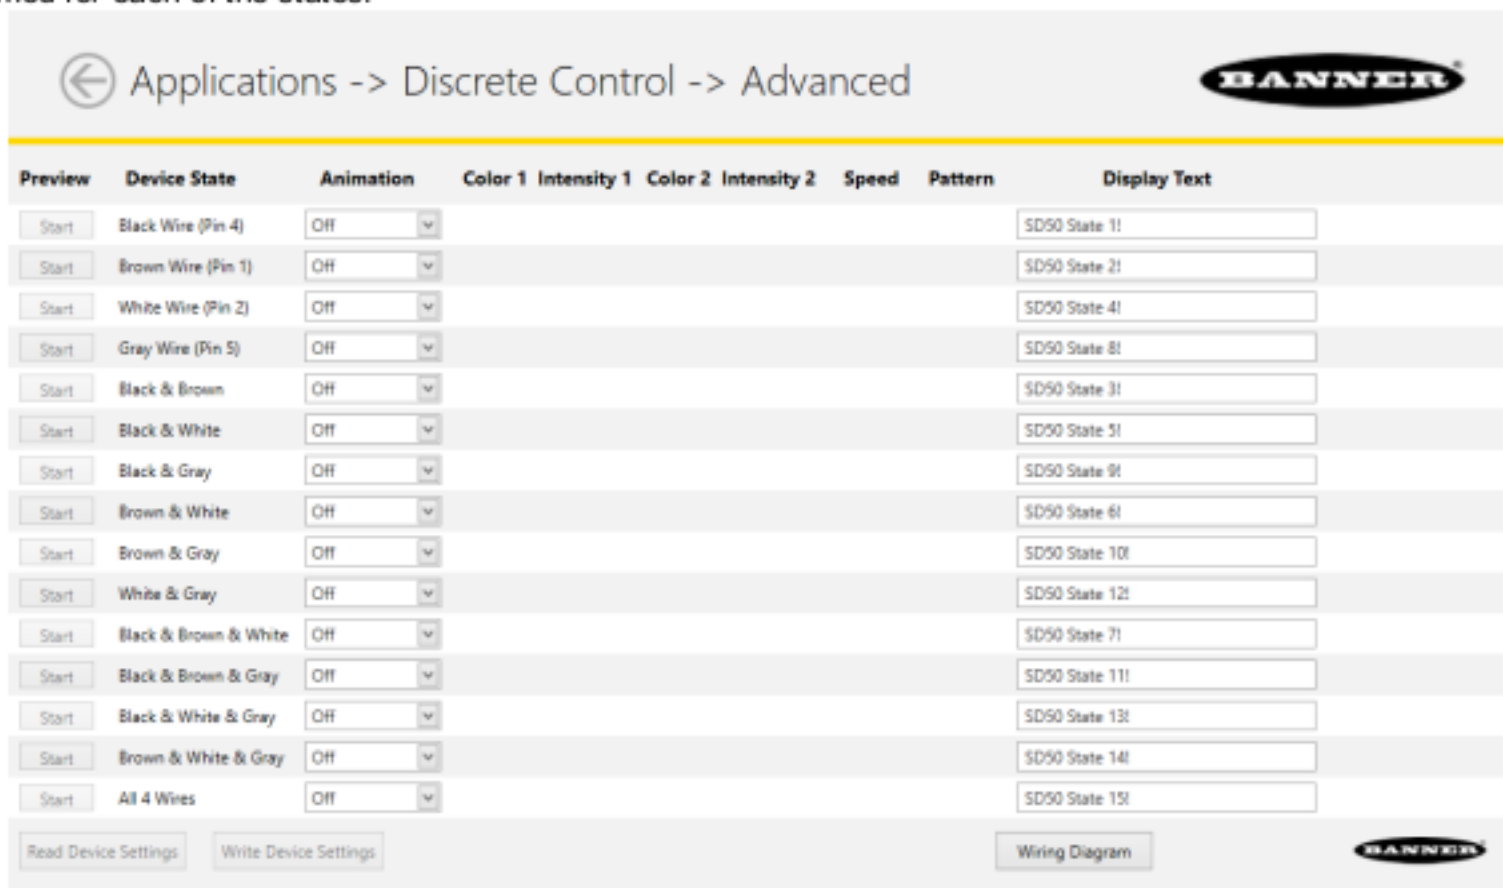 for each of the states.
Applications -> Discrete Control -> Advanced
BANNER
Preview Device State Animation Color 1 Intensity 1 Color 2 Intensity 2 Speed Pattern Display Text
Start Black Wire (Pin 4) Off SD50 State 1!
Start Brown Wire (Pin 1) Off SD50 State 2!
Start White Wire (Pin 2) Off SD50 State 4!
Start Gray Wire (Pin 5) Off SD50 State 8!
Start Black & Brown Off SD50 State 3!
Start Black & White Off SD50 State 5!
Start Black & Gray Off SD50 State 9!
Start Brown & White Off SD50 State 6!
Start Brown & Gray Off SD50 State 10!
Start White & Gray Off SD50 State 12!
Start Black & Brown & White Off SD50 State 7!
Start Black & Brown & Gray Off SD50 State 11!
Start Black & White & Gray Off SD50 State 13!
Start Brown & White & Gray Off SD50 State 14!
Start All 4 Wires Off SD50 State 15!
Read Device Settings Write Device Settings Wiring Diagram BANNER